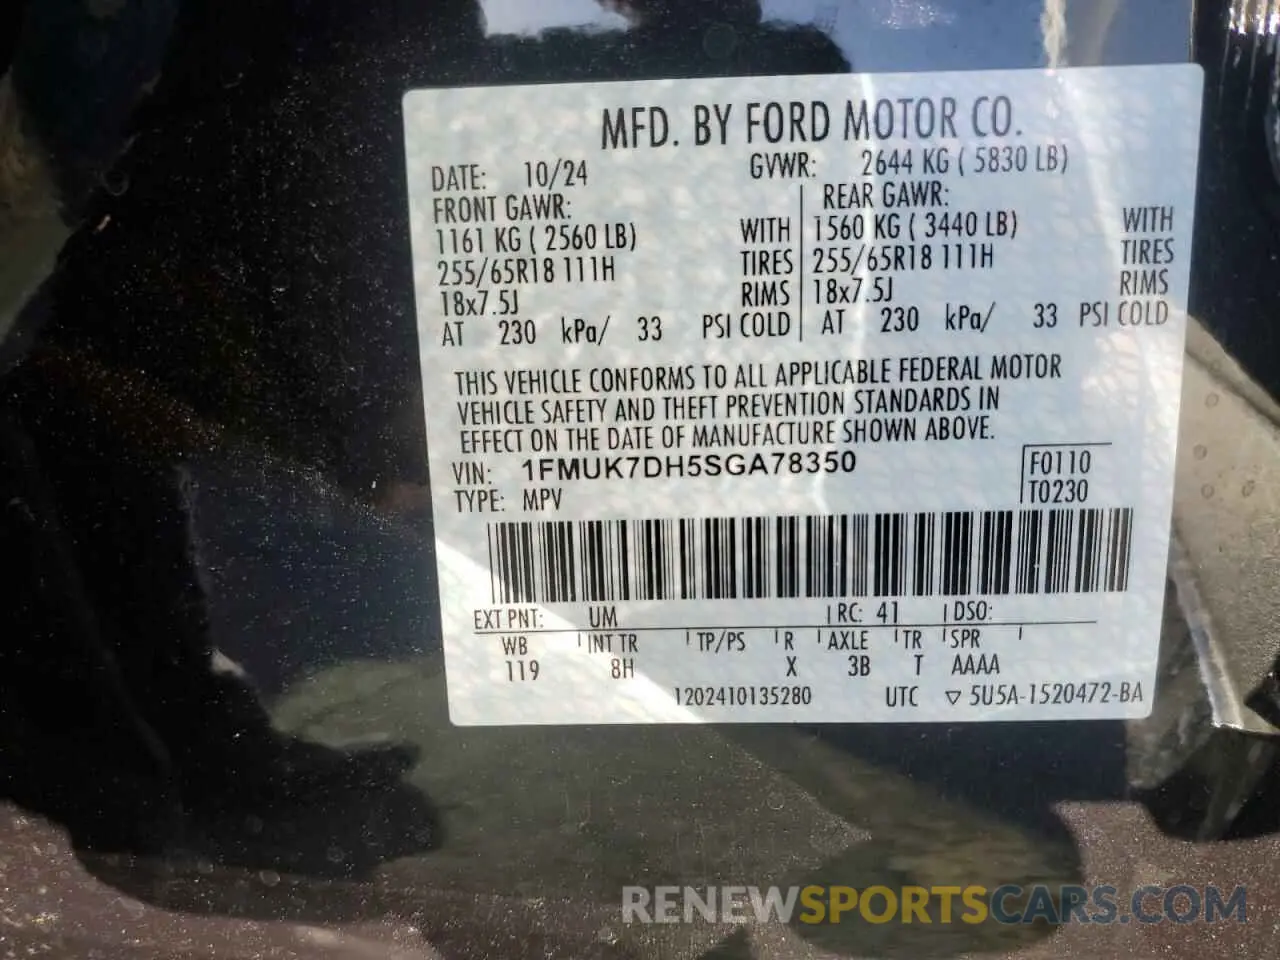 MFD. BY FORD MOTOR CO.
DATE: 10/24 GVWR: 2644 KG ( 5830 LB)
FRONT GAWR: REAR GAWR:
1161 KG ( 2560 LB) WITH 1560 KG ( 3440 LB) WITH
255/65R18 111H TIRES 255/65R18 111H TIRES
18x7.5J RIMS 18x7.5J RIMS
AT 230 kPa/ 33 PSI COLD AT 230 kPa/ 33 PSI COLD
THIS VEHICLE CONFORMS TO ALL APPLICABLE FEDERAL MOTOR
VEHICLE SAFETY AND THEFT PREVENTION STANDARDS IN
EFFECT ON THE DATE OF MANUFACTURE SHOWN ABOVE.
VIN: 1FMUK7DH5SGA78350 F0110
TYPE: MPV T0230
EXT PNT: UM RC: 41 DSO:
WB INT TR TP/PS R AXLE TR SPR
119 8H X 3B T AAAA
1202410135280 UTC ▽ 5U5A-1520472-BA
RENEWSPORTSCARS.COM